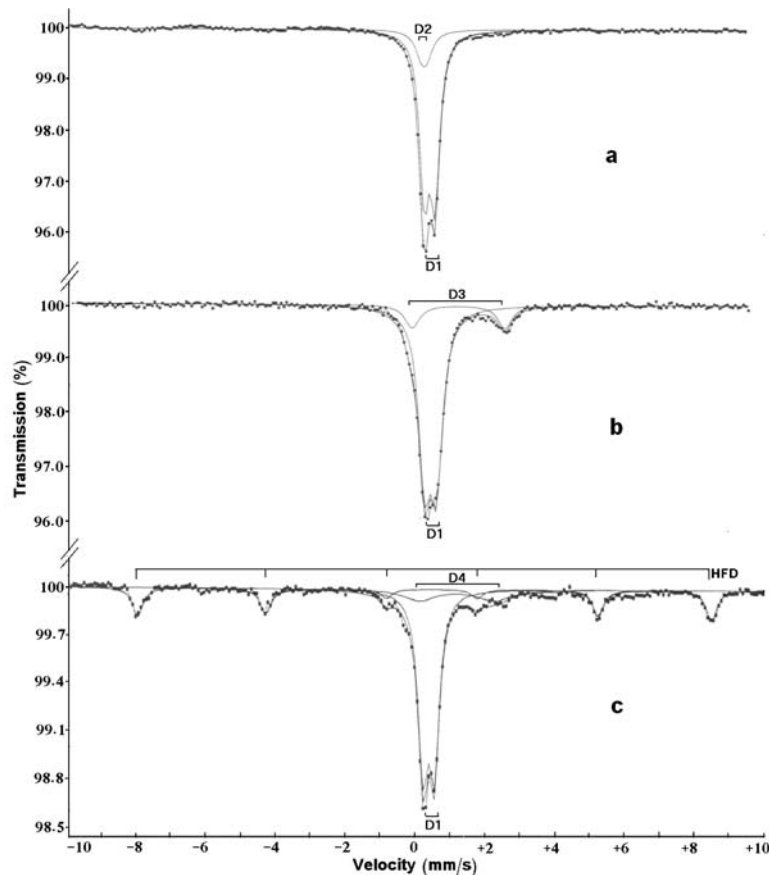 D2
100
99.0
98.0
97.0
96.0
a
D1
D3
100
99.0
98.0
97.0
96.0
b
D1
Transmission (%)
HFD
D4
100
99.7
99.4
99.1
98.8
98.5
c
D1
-10 -8 -6 -4 -2 0 +2 +4 +6 +8 +10
Velocity (mm/s)